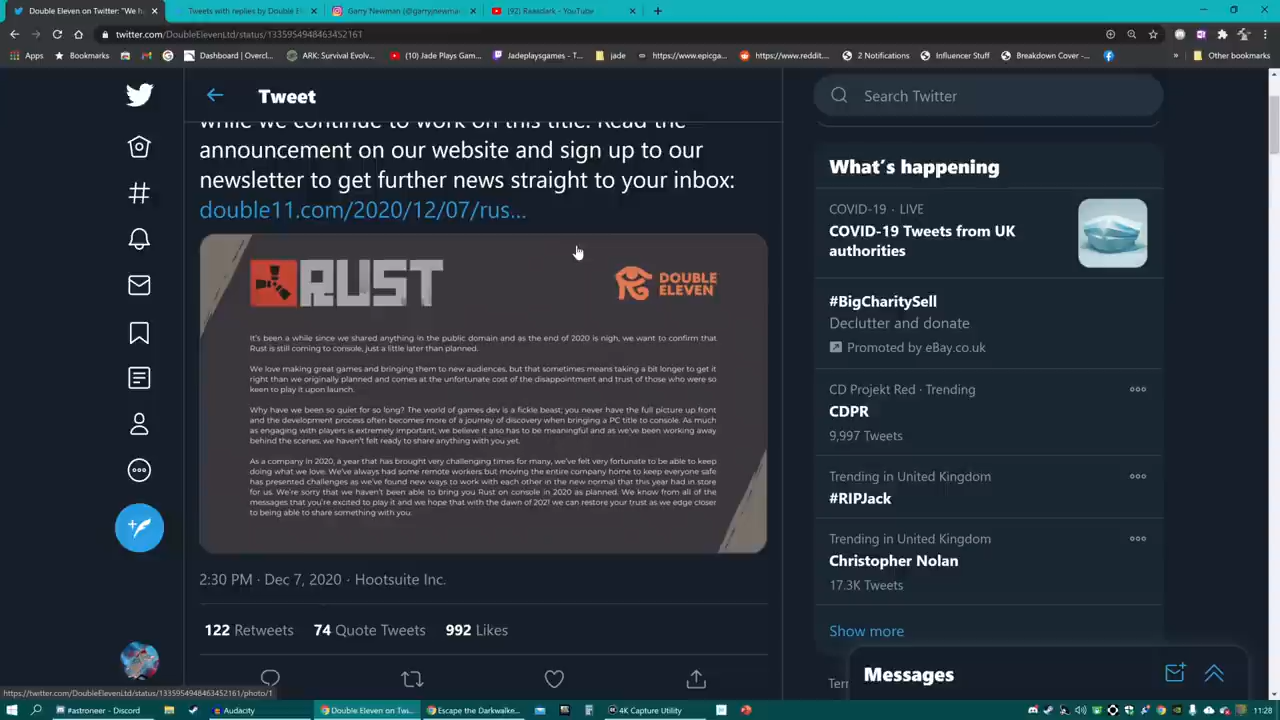 Double Eleven on Twitter: "We h
Tweets with replies by Double E
Garry Newman (@garryjnewma
(92) Raasdark - YouTube
twitter.com/DoubleElevenLtd/status/1335954948463452161
Apps
Bookmarks
Dashboard | Overcl...
ARK: Survival Evolv...
(10) Jade Plays Gam...
Jadeplaysgames - T...
jade
https://www.epicga...
https://www.reddit....
2 Notifications
Influencer Stuff
Breakdown Cover -...
Other bookmarks
Tweet
Search Twitter
while we continue to work on this title. Read the
announcement on our website and sign up to our
newsletter to get further news straight to your inbox:
double11.com/2020/12/07/rus...
RUST
DOUBLE
ELEVEN
It's been a while since we shared anything in the public domain and as the end of 2020 is nigh, we want to confirm that
Rust is still coming to console, just a little later than planned.
We love making great games and bringing them to new audiences, but that sometimes means taking a bit longer to get it
right than we originally planned and comes at the unfortunate cost of the disappointment and trust of those who were so
keen to play it upon launch.
Why have we been so quiet for so long? The world of games dev is a fickle beast; you never have the full picture up front
and the development process often becomes more of a journey of discovery when bringing a PC title to console. As much
as engaging with players is extremely important, we believe it also has to be meaningful and as we've been working away
behind the scenes, we haven't felt ready to share anything with you yet.
As a company in 2020, a year that has brought very challenging times for many, we've felt very fortunate to be able to keep
doing what we love. We've always had some remote workers but moving the entire company home to keep everyone safe
has presented challenges as we've found new ways to work with each other in the new normal that this year had in store
for us. We're sorry that we haven't been able to bring you Rust on console in 2020 as planned. We know from all of the
messages that you're excited to play it and we hope that with the dawn of 2021 we can restore your trust as we edge closer
to being able to share something with you.
2:30 PM · Dec 7, 2020 · Hootsuite Inc.
122 Retweets
74 Quote Tweets
992 Likes
What's happening
COVID-19 · LIVE
COVID-19 Tweets from UK
authorities
#BigCharitySell
Declutter and donate
Promoted by eBay.co.uk
CD Projekt Red · Trending
CDPR
9,997 Tweets
Trending in United Kingdom
#RIPJack
Trending in United Kingdom
Christopher Nolan
17.3K Tweets
Show more
Messages
https://twitter.com/DoubleElevenLtd/status/1335954948463452161/photo/1
#astroneer - Discord
Audacity
Double Eleven on Tw...
Escape the Darkwalke...
4K Capture Utility
11:28